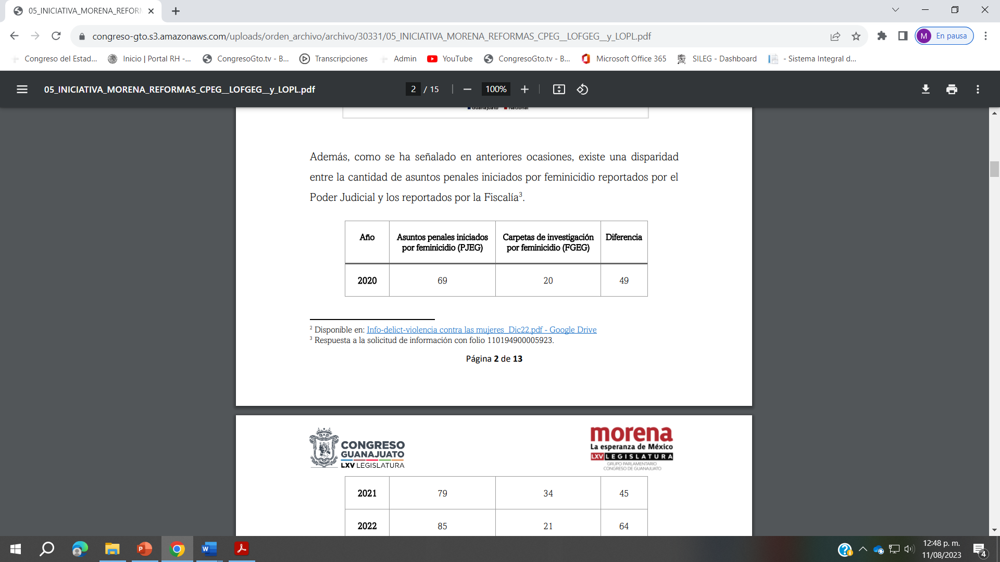 05_INICIATIVA_MORENA_REFORM
congreso-gto.s3.amazonaws.com/uploads/orden_archivo/archivo/30331/05_INICIATIVA_MORENA_REFORMAS_CPEG__LOFGEG__y_LOPL.pdf
M En pausa
Congreso del Estad... Inicio | Portal RH -... CongresoGto.tv - B... Transcripciones Admin YouTube CongresoGto.tv - B... Microsoft Office 365 SILEG - Dashboard - Sistema Integral d...
05_INICIATIVA_MORENA_REFORMAS_CPEG__LOFGEG__y_LOPL.pdf 2 / 15 100%
Guanajuato Nacional
Además, como se ha señalado en anteriores ocasiones, existe una disparidad
entre la cantidad de asuntos penales iniciados por feminicidio reportados por el
Poder Judicial y los reportados por la Fiscalía³.
Año Asuntos penales iniciados por feminicidio (PJEG) Carpetas de investigación por feminicidio (FGEG) Diferencia
2020 69 20 49
² Disponible en: Info-delict-violencia contra las mujeres_Dic22.pdf - Google Drive
³ Respuesta a la solicitud de información con folio 110194900005923.
Página 2 de 13
CONGRESO
GUANAJUATO
LXV LEGISLATURA
morena
La esperanza de México
LXV LEGISLATURA
GRUPO PARLAMENTARIO
CONGRESO DE GUANAJUATO
2021 79 34 45
2022 85 21 64
12:48 p. m.
11/08/2023
4